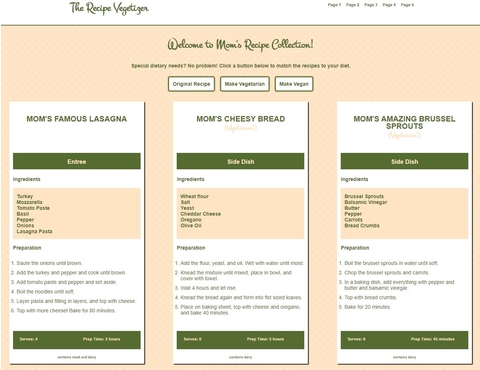 The Recipe Vegetizer
Page 1 Page 2 Page 3 Page 4 Page 5
Welcome to Mom's Recipe Collection!
Special dietary needs? No problem! Click a button below to match the recipes to your diet.
Original Recipe
Make Vegetarian
Make Vegan
MOM'S FAMOUS LASAGNA
Entree
Ingredients
Turkey
Mozzarella
Tomato Paste
Basil
Pepper
Onions
Lasagna Pasta
Preparation
1. Saute the onions until brown.
2. Add the turkey and pepper and cook until brown.
3. Add tomato paste and pepper and set aside.
4. Boil the noodles until soft.
5. Layer pasta and filling in layers, and top with cheese.
6. Top with more cheese! Bake for 80 minutes.
Serves: 4 Prep Time: 2 hours
contains meat and dairy
MOM'S CHEESY BREAD
(Vegetarian!)
Side Dish
Ingredients
Wheat flour
Salt
Yeast
Cheddar Cheese
Oregano
Olive Oil
Preparation
1. Add the flour, yeast, and oil. Wet with water until moist.
2. Knead the mixture until mixed, place in bowl, and
cover with towel.
3. Wait 4 hours and let rise.
4. Knead the bread again and form into fist sized loaves.
5. Place on baking sheet, top with cheese and oregano,
and bake 40 minutes.
Serves: 8 Prep Time: 5 hours
contains dairy
MOM'S AMAZING BRUSSEL
SPROUTS
(Vegetarian!)
Side Dish
Ingredients
Brussel Sprouts
Balsamic Vinegar
Butter
Pepper
Carrots
Bread Crumbs
Preparation
1. Boil the brussel sprouts in water until soft.
2. Chop the brussel sprouts and carrots.
3. In a baking dish, add everything with pepper and
butter and balsamic vinegar.
4. Top with bread crumbs.
5. Bake for 20 minutes.
Serves: 6 Prep Time: 45 minutes
contains dairy